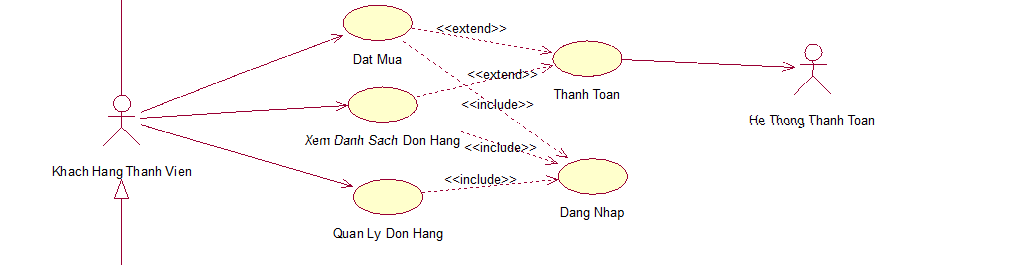 <<extend>>
Dat Mua
<<extend>>
Thanh Toan
<<include>>
He Thong Thanh Toan
Xem Danh Sach Don Hang
<<include>>
Khach Hang Thanh Vien
<<include>>
Dang Nhap
Quan Ly Don Hang